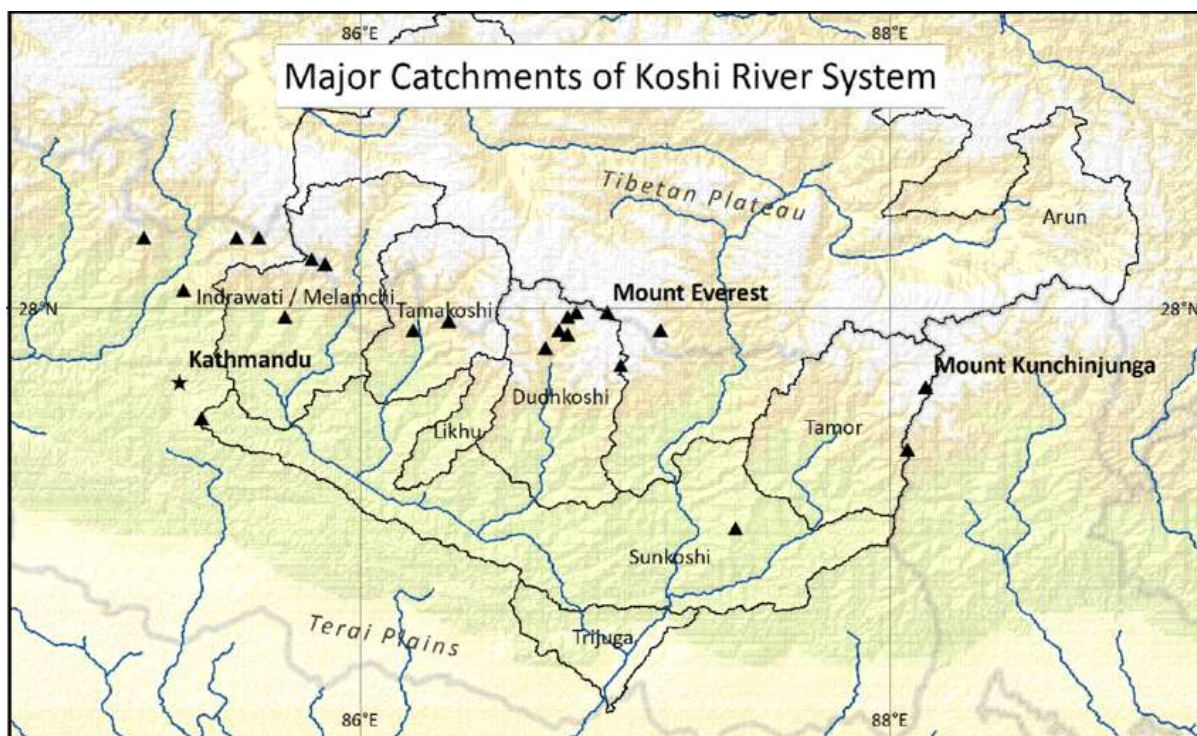 86°E
88°E
Major Catchments of Koshi River System
Tibetan Plateau
Arun
Indrawati / Melamchi
Tamakoshi
Mount Everest
28°N
28°N
Kathmandu
Mount Kunchinjunga
Dudhkoshi
Likhu
Tamor
Sunkoshi
Terai Plains
Trijuga
86°E
88°E